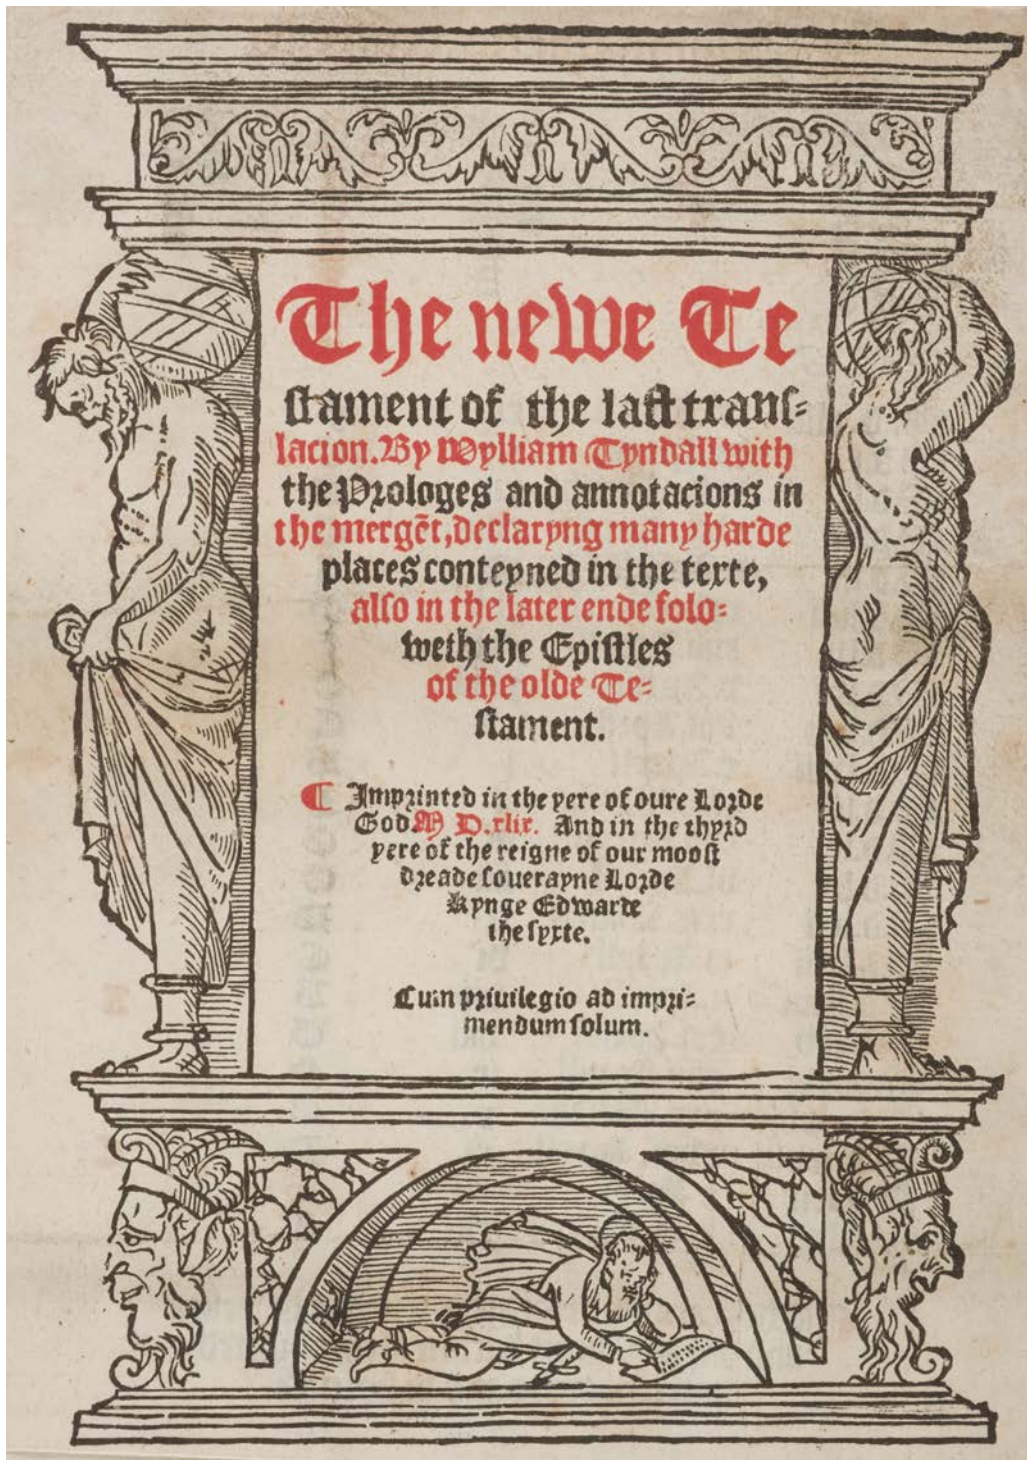 The newe Te
stament of the last trans-
lacion. By Wylliam Tyndall with
the Prologes and annotacions in
the mergẽt, declaryng many harde
places conteyned in the texte,
also in the later ende folo-
weth the Epistles
of the olde Te-
stament.
¶ Imprinted in the yere of oure Lorde
God. M D.xlix. And in the thyrd
yere of the reigne of our moost
dreade soverayne Lorde
Kynge Edwarde
the syxte.
Cum privilegio ad impri-
mendum solum.